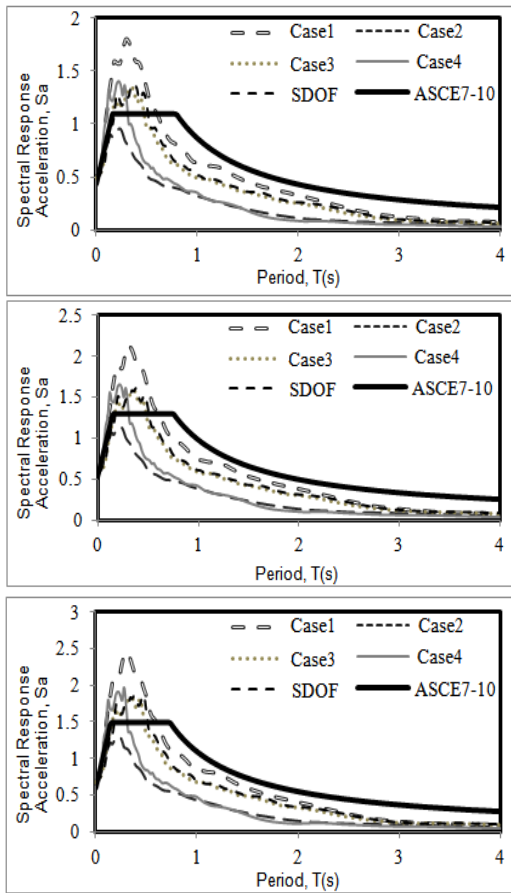 Spectral Response
Acceleration, Sa
2
1.5
1
0.5
0
Case1 Case2
Case3 Case4
SDOF ASCE7-10
0 1 2 3 4
Period, T(s)
Spectral Response
Acceleration, Sa
2.5
2
1.5
1
0.5
0
Case1 Case2
Case3 Case4
SDOF ASCE7-10
0 1 2 3 4
Period, T(s)
Spectral Response
Acceleration, Sa
3
2.5
2
1.5
1
0.5
0
Case1 Case2
Case3 Case4
SDOF ASCE7-10
0 1 2 3 4
Period, T(s)